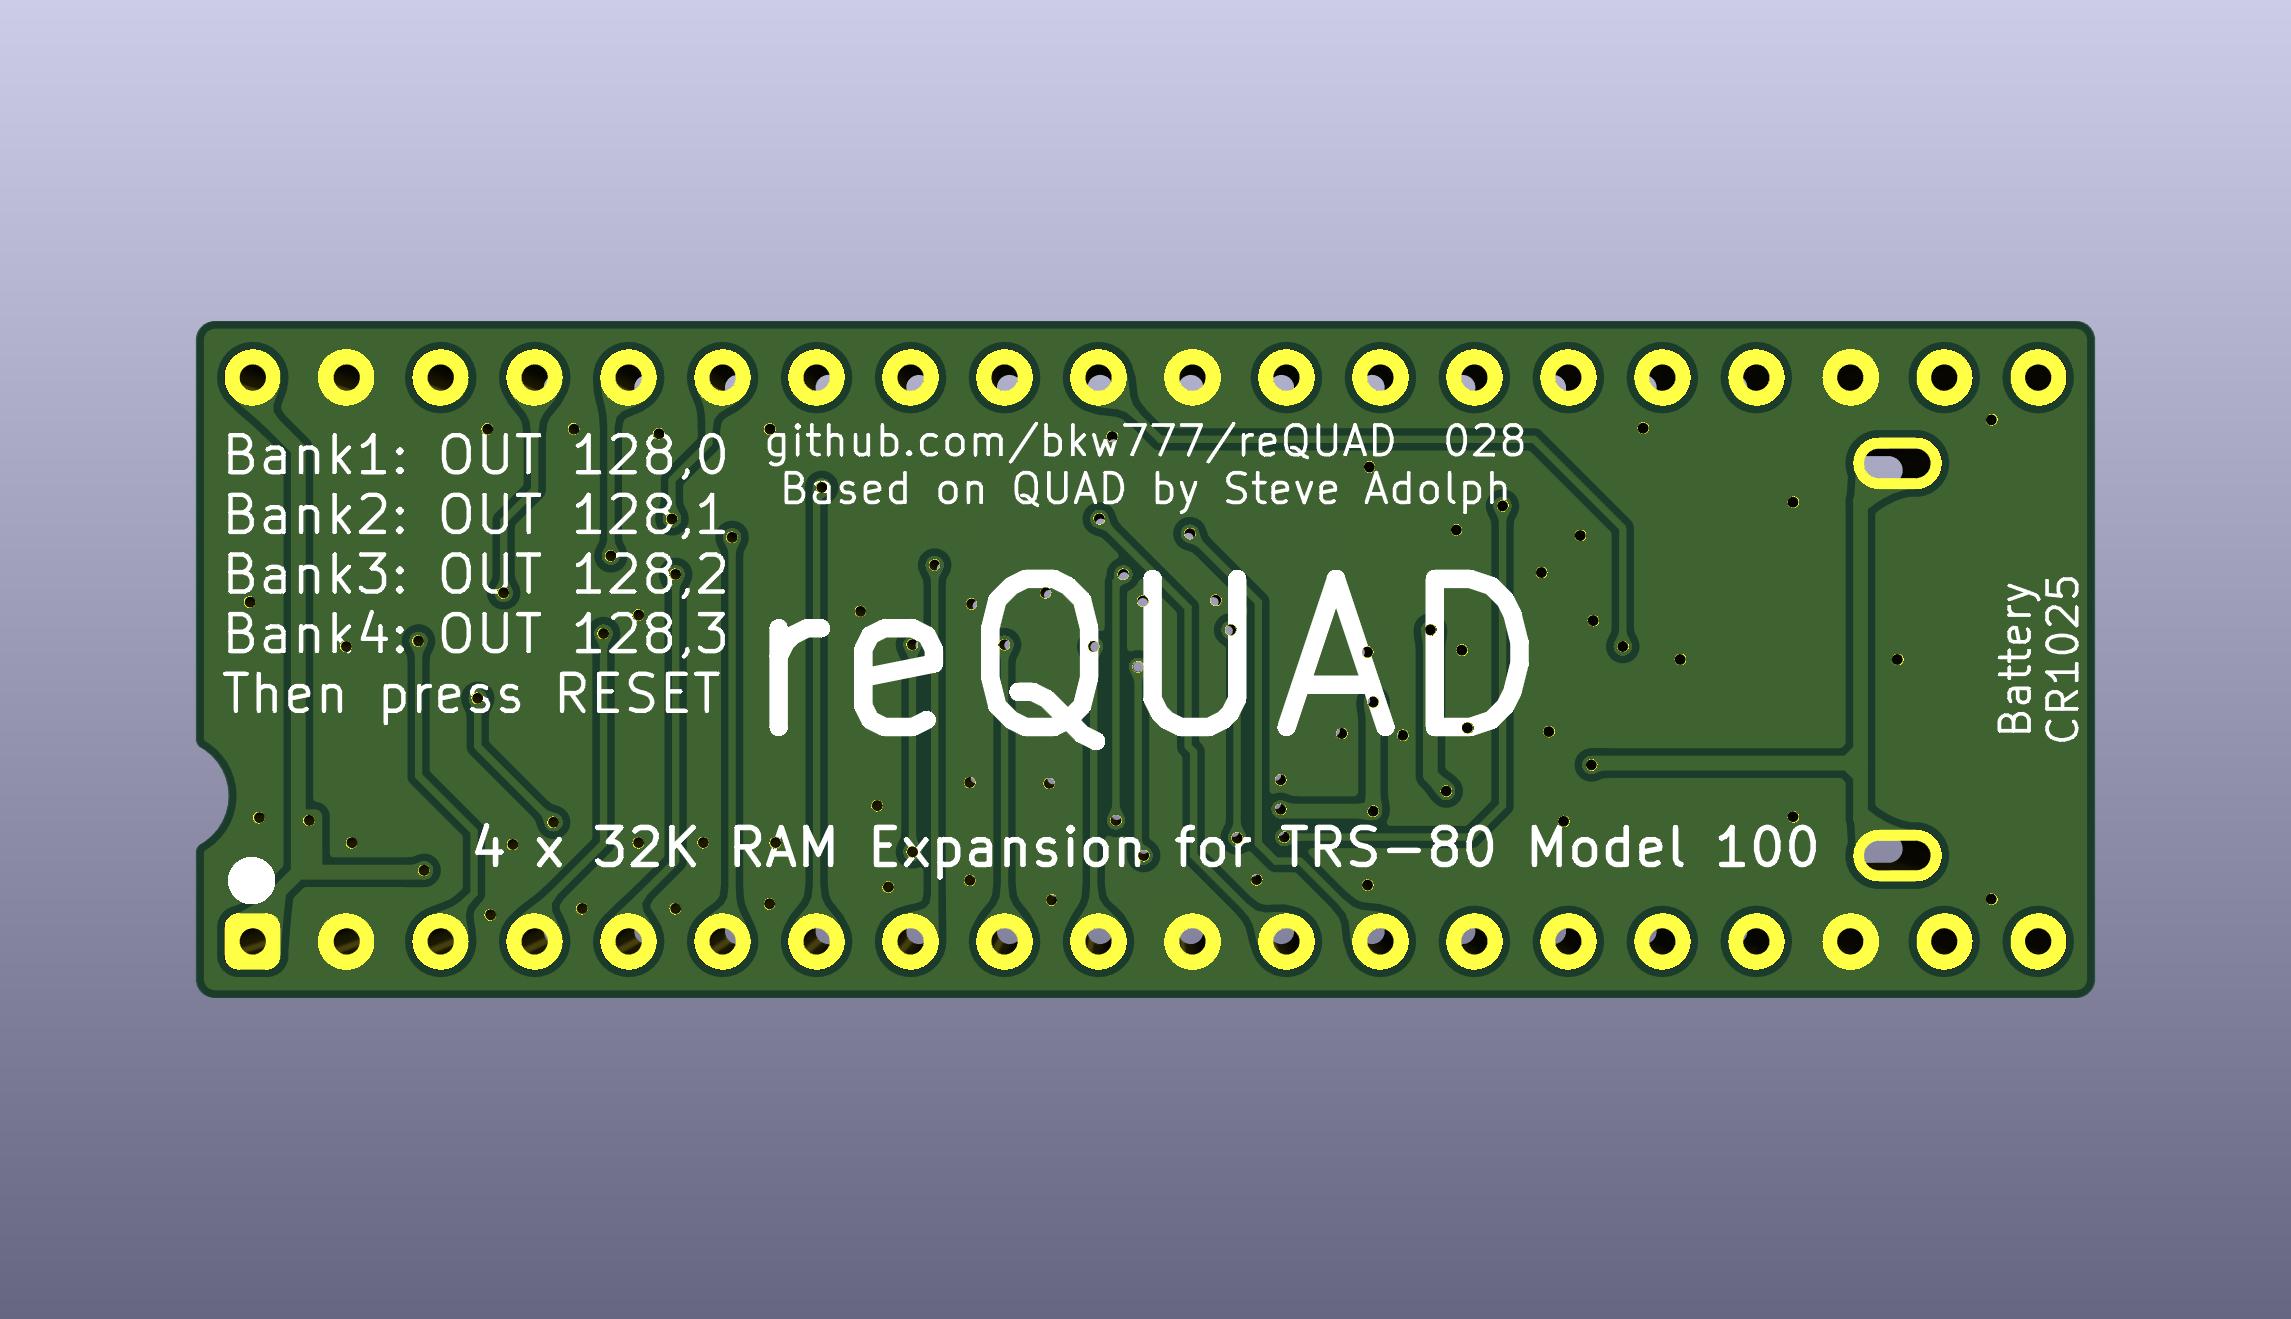 Bank1: OUT 128,0
Bank2: OUT 128,1
Bank3: OUT 128,2
Bank4: OUT 128,3
Then press RESET
github.com/bkw777/reQUAD 028
Based on QUAD by Steve Adolph
reQUAD
4 x 32K RAM Expansion for TRS-80 Model 100
Battery
CR1025